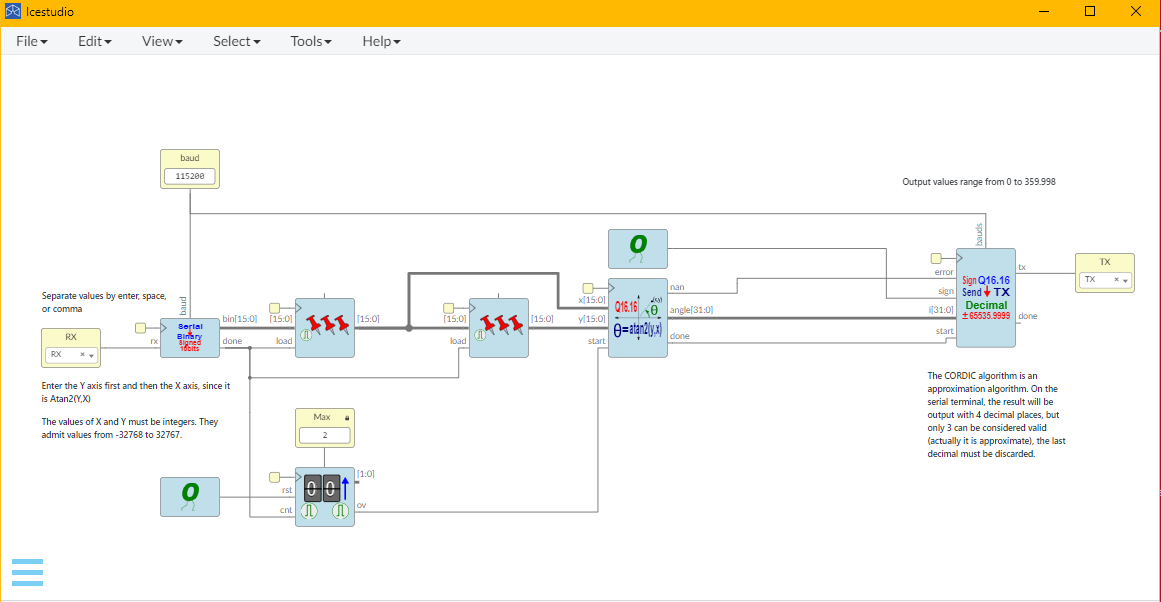 Icestudio
File Edit View Select Tools Help
baud
115200
Output values range from 0 to 359.998
bauds
TX
TX
0
error
sign
i[31:0]
start
Sign Q16.16
Send TX
Decimal
±65535.9999
tx
done
Separate values by enter, space,
or comma
RX
RX
baud
rx
Serial
Binary
Signed
16bits
bin[15:0]
done
[15:0]
load
[15:0]
[15:0]
load
[15:0]
x[15:0]
y[15:0]
start
Q16.16
(x,y)
θ
θ=atan2(y,x)
nan
angle[31:0]
done
Enter the Y axis first and then the X axis, since it
is Atan2(Y,X)
The values of X and Y must be integers. They
admit values from -32768 to 32767.
The CORDIC algorithm is an
approximation algorithm. On the
serial terminal, the result will be
output with 4 decimal places, but
only 3 can be considered valid
(actually it is approximate), the last
decimal must be discarded.
Max
2
0
rst
cnt
0 0
[1:0]
ov